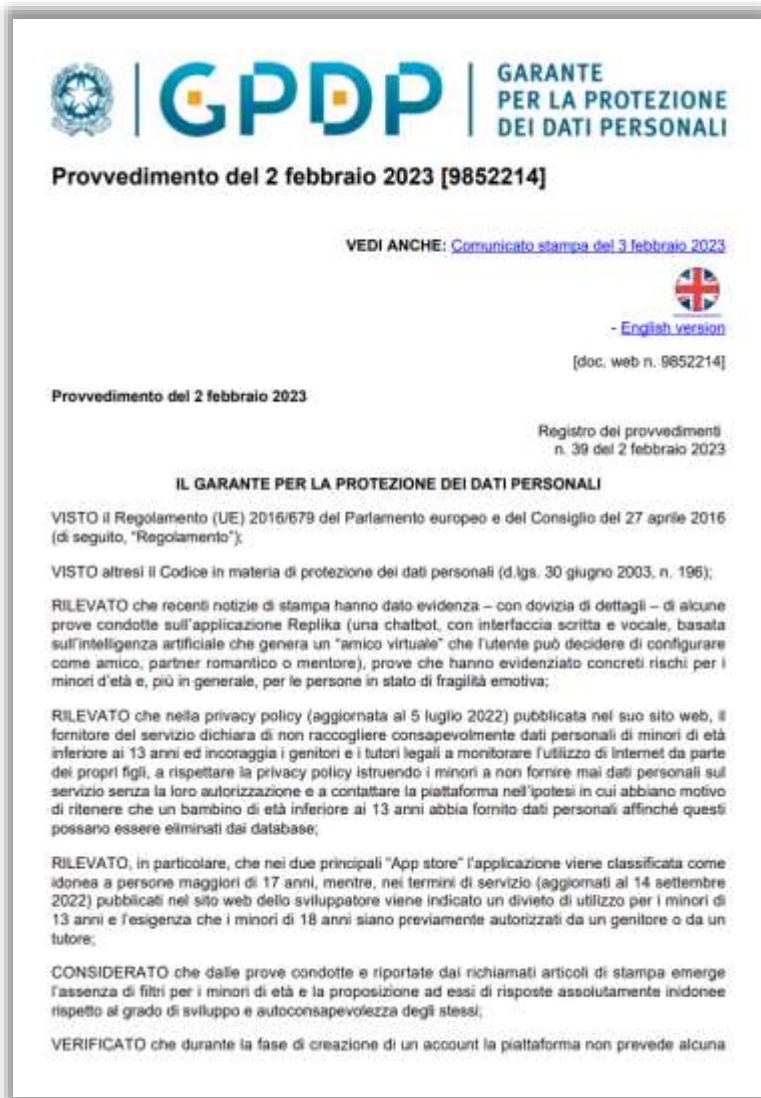 GPDP
GARANTE
PER LA PROTEZIONE
DEI DATI PERSONALI
Provvedimento del 2 febbraio 2023 [9852214]
VEDI ANCHE: Comunicato stampa del 3 febbraio 2023
- English version
[doc. web n. 9852214]
Provvedimento del 2 febbraio 2023
Registro dei provvedimenti
n. 39 del 2 febbraio 2023
IL GARANTE PER LA PROTEZIONE DEI DATI PERSONALI
VISTO il Regolamento (UE) 2016/679 del Parlamento europeo e del Consiglio del 27 aprile 2016
(di seguito, “Regolamento”);
VISTO altresì il Codice in materia di protezione dei dati personali (d.lgs. 30 giugno 2003, n. 196);
RILEVATO che recenti notizie di stampa hanno dato evidenza – con dovizia di dettagli – di alcune
prove condotte sull’applicazione Replika (una chatbot, con interfaccia scritta e vocale, basata
sull’intelligenza artificiale che genera un “amico virtuale” che l’utente può decidere di configurare
come amico, partner romantico o mentore), prove che hanno evidenziato concreti rischi per i
minori d’età e, più in generale, per le persone in stato di fragilità emotiva;
RILEVATO che nella privacy policy (aggiornata al 5 luglio 2022) pubblicata nel suo sito web, il
fornitore del servizio dichiara di non raccogliere consapevolmente dati personali di minori di età
inferiore ai 13 anni ed incoraggia i genitori e i tutori legali a monitorare l’utilizzo di Internet da parte
dei propri figli, a rispettare la privacy policy istruendo i minori a non fornire mai dati personali sul
servizio senza la loro autorizzazione e a contattare la piattaforma nell’ipotesi in cui abbiano motivo
di ritenere che un bambino di età inferiore ai 13 anni abbia fornito dati personali affinché questi
possano essere eliminati dai database;
RILEVATO, in particolare, che nei due principali “App store” l’applicazione viene classificata come
idonea a persone maggiori di 17 anni, mentre, nei termini di servizio (aggiornati al 14 settembre
2022) pubblicati nel sito web dello sviluppatore viene indicato un divieto di utilizzo per i minori di
13 anni e l’esigenza che i minori di 18 anni siano previamente autorizzati da un genitore o da un
tutore;
CONSIDERATO che dalle prove condotte e riportate dai richiamati articoli di stampa emerge
l’assenza di filtri per i minori di età e la proposizione ad essi di risposte assolutamente inidonee
rispetto al grado di sviluppo e autoconsapevolezza degli stessi;
VERIFICATO che durante la fase di creazione di un account la piattaforma non prevede alcuna